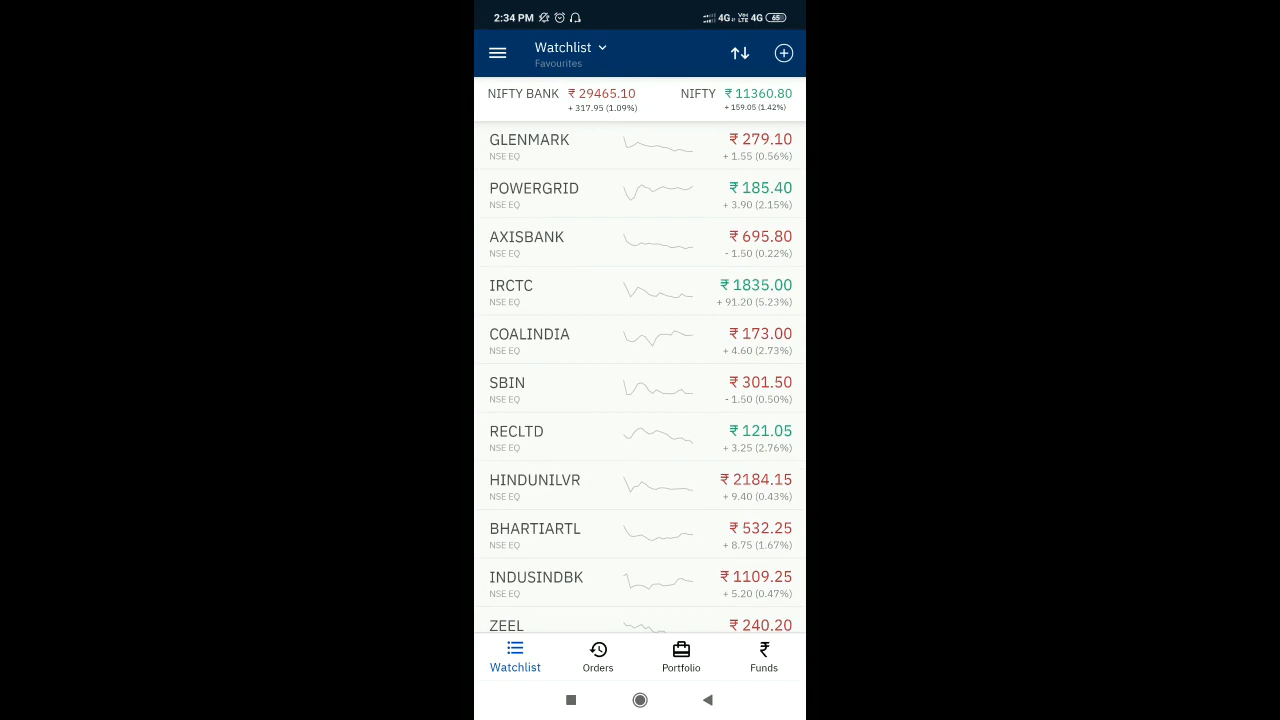 2:34 PM 4G Vo) LTE 4G 65
Watchlist
Favourites
NIFTY BANK ₹ 29465.10 NIFTY ₹ 11360.80
+ 317.95 (1.09%) + 159.05 (1.42%)
GLENMARK ₹ 279.10
NSE EQ + 1.55 (0.56%)
POWERGRID ₹ 185.40
NSE EQ + 3.90 (2.15%)
AXISBANK ₹ 695.80
NSE EQ - 1.50 (0.22%)
IRCTC ₹ 1835.00
NSE EQ + 91.20 (5.23%)
COALINDIA ₹ 173.00
NSE EQ + 4.60 (2.73%)
SBIN ₹ 301.50
NSE EQ - 1.50 (0.50%)
RECLTD ₹ 121.05
NSE EQ + 3.25 (2.76%)
HINDUNILVR ₹ 2184.15
NSE EQ + 9.40 (0.43%)
BHARTIARTL ₹ 532.25
NSE EQ + 8.75 (1.67%)
INDUSINDBK ₹ 1109.25
NSE EQ + 5.20 (0.47%)
ZEEL ₹ 240.20
Watchlist Orders Portfolio Funds